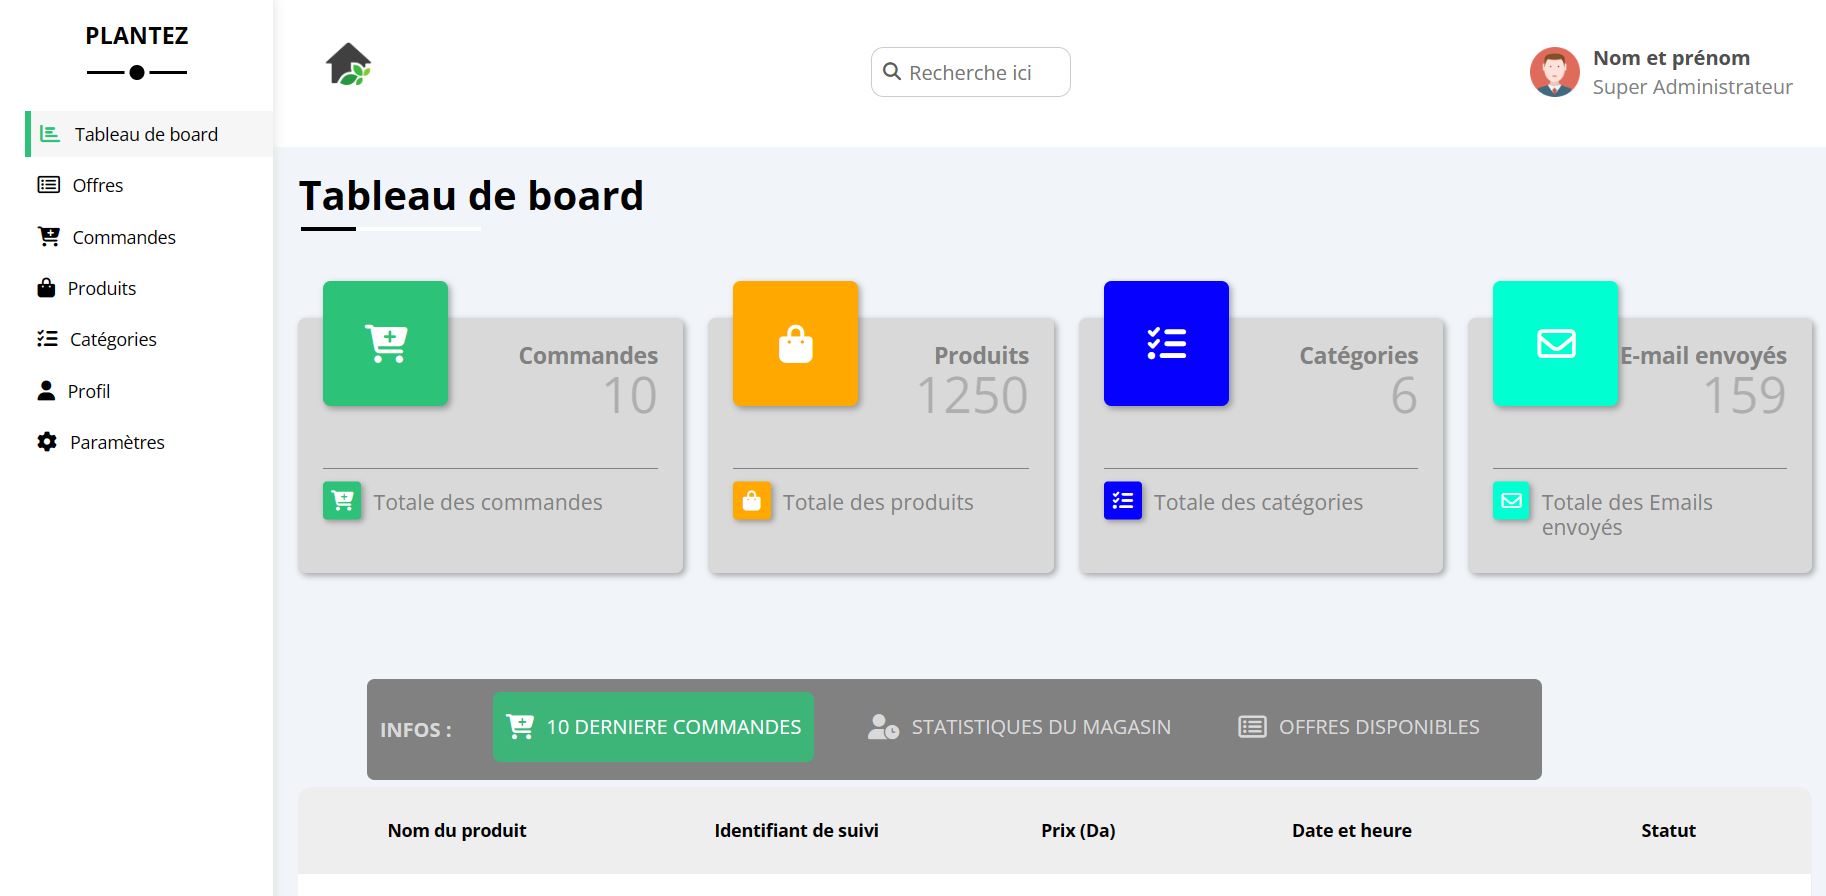 PLANTEZ
Tableau de board
Offres
Commandes
Produits
Catégories
Profil
Paramètres
Recherche ici
Nom et prénom
Super Administrateur
Tableau de board
Commandes
10
Totale des commandes
Produits
1250
Totale des produits
Catégories
6
Totale des catégories
E-mail envoyés
159
Totale des Emails
envoyés
INFOS : 10 DERNIERE COMMANDES STATISTIQUES DU MAGASIN OFFRES DISPONIBLES
Nom du produit Identifiant de suivi Prix (Da) Date et heure Statut